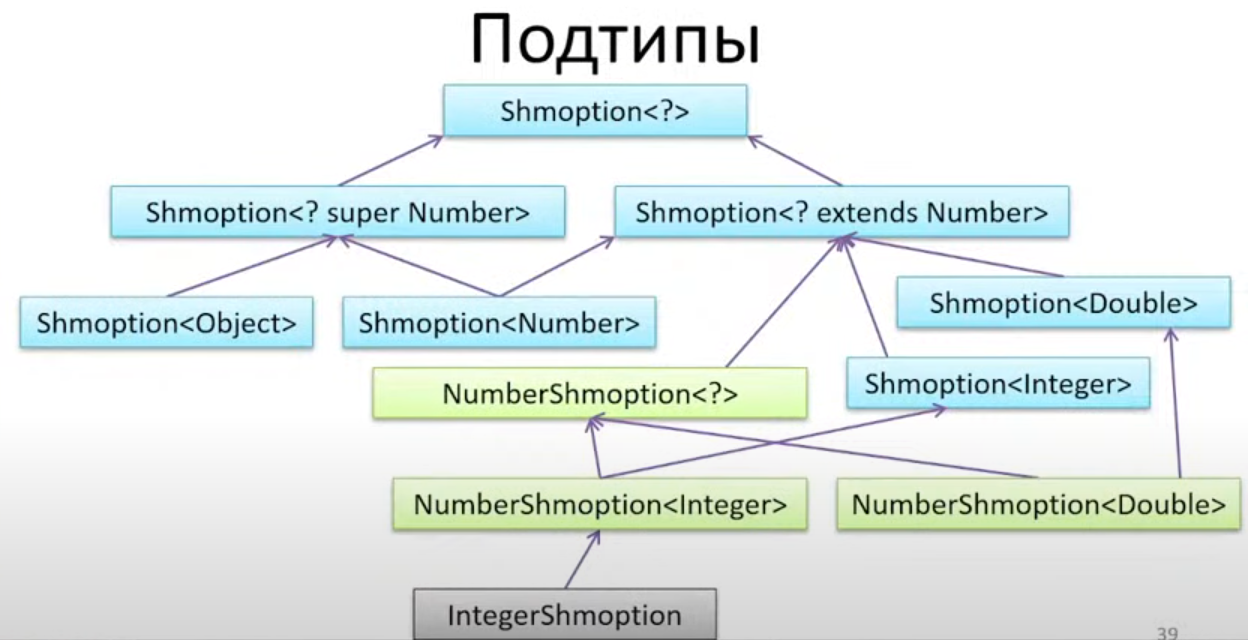 Подтипы
Shmoption<?>
Shmoption<? super Number>
Shmoption<? extends Number>
Shmoption<Object>
Shmoption<Number>
Shmoption<Double>
NumberShmoption<?>
Shmoption<Integer>
NumberShmoption<Integer>
NumberShmoption<Double>
IntegerShmoption
39